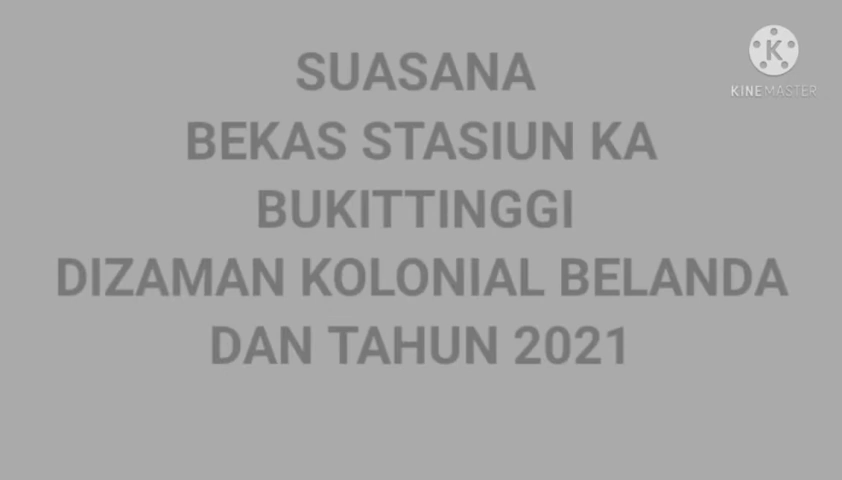 SUASANA
BEKAS STASIUN KA
BUKITTINGGI
DIZAMAN KOLONIAL BELANDA
DAN TAHUN 2021
K
KINEMASTER